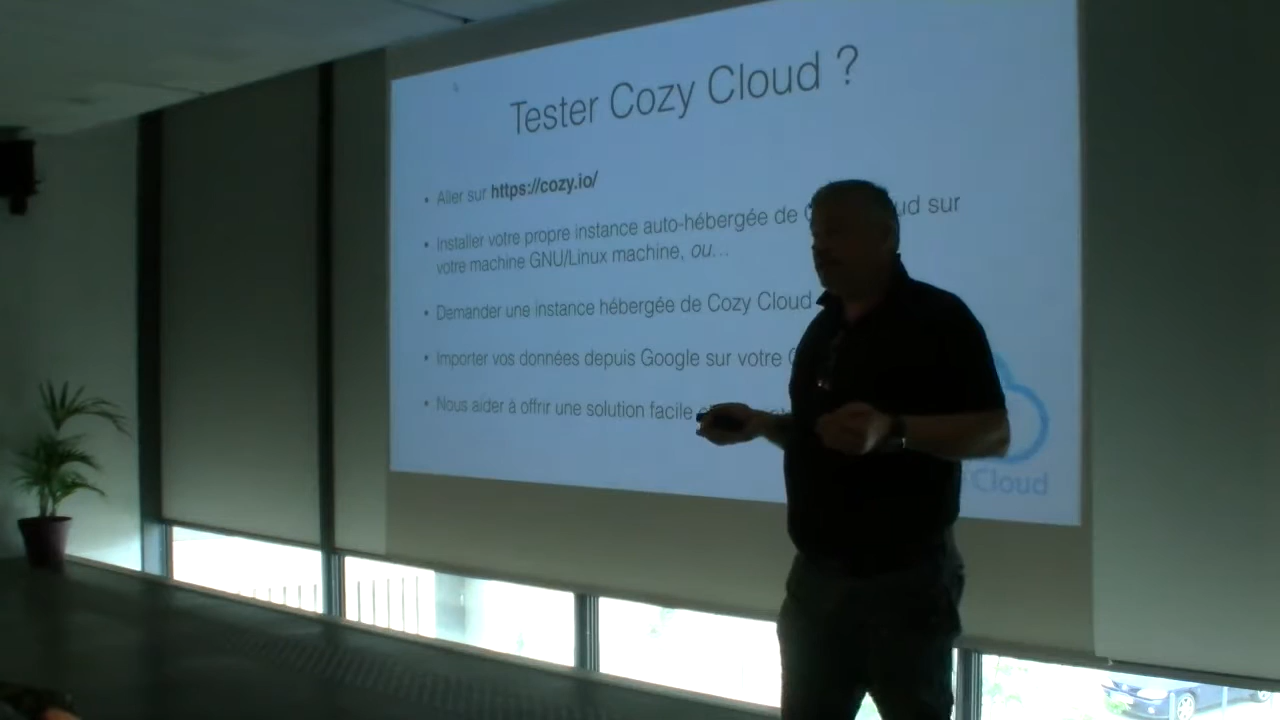 Tester Cozy Cloud ?
• Aller sur https://cozy.io/
• Installer votre propre instance auto-hébergée de sur
votre machine GNU/Linux machine, ou…
• Demander une instance hébergée de Cozy Cloud
• Importer vos données depuis Google sur votre
• Nous aider à offrir une solution facile
Cloud